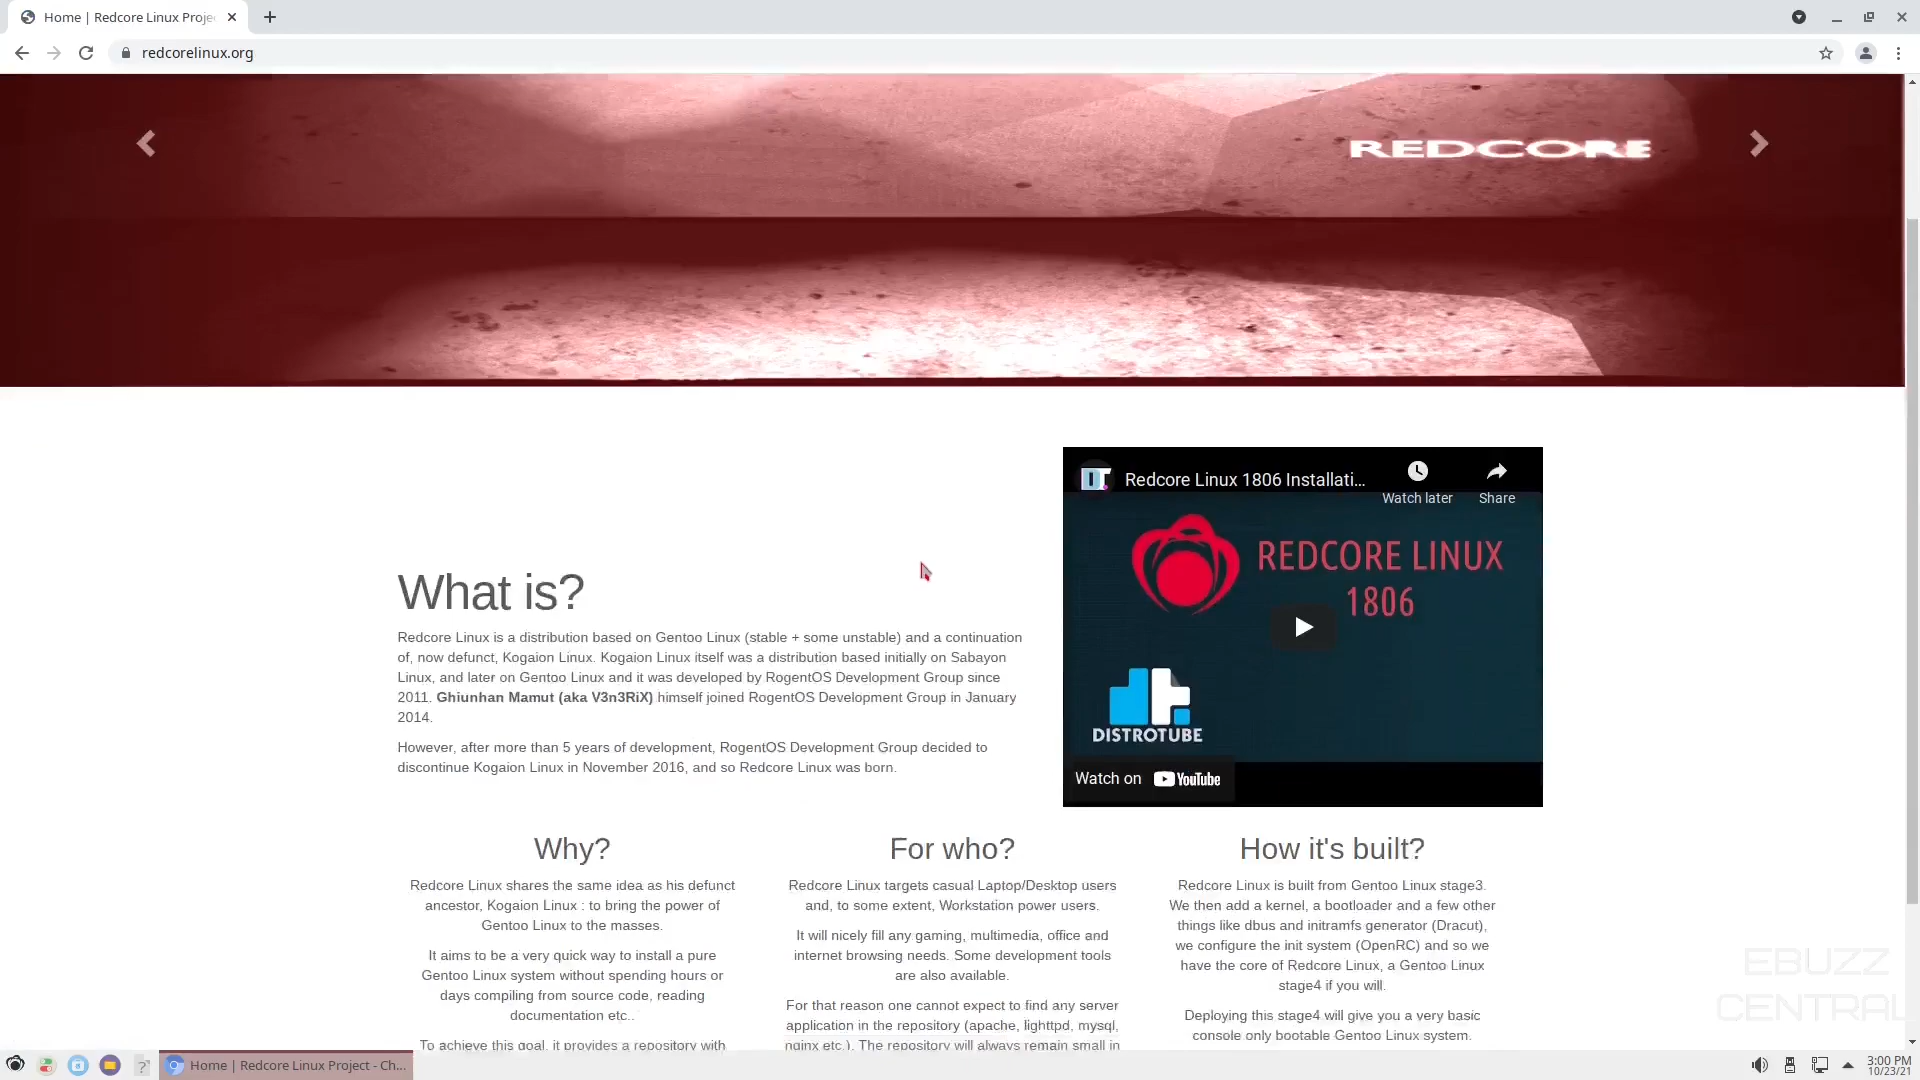 Home | Redcore Linux Proje
redcorelinux.org
REDCORE
Redcore Linux 1806 Installati...
Watch later
Share
REDCORE LINUX
1806
DISTROTUBE
Watch on YouTube
What is?
Redcore Linux is a distribution based on Gentoo Linux (stable + some unstable) and a continuation
of, now defunct, Kogaion Linux. Kogaion Linux itself was a distribution based initially on Sabayon
Linux, and later on Gentoo Linux and it was developed by RogentOS Development Group since
2011. Ghiunhan Mamut (aka V3n3RiX) himself joined RogentOS Development Group in January
2014.
However, after more than 5 years of development, RogentOS Development Group decided to
discontinue Kogaion Linux in November 2016, and so Redcore Linux was born.
Why?
Redcore Linux shares the same idea as his defunct
ancestor, Kogaion Linux : to bring the power of
Gentoo Linux to the masses.
It aims to be a very quick way to install a pure
Gentoo Linux system without spending hours or
days compiling from source code, reading
documentation etc..
To achieve this goal, it provides a repository with
For who?
Redcore Linux targets casual Laptop/Desktop users
and, to some extent, Workstation power users.
It will nicely fill any gaming, multimedia, office and
internet browsing needs. Some development tools
are also available.
For that reason one cannot expect to find any server
application in the repository (apache, lighttpd, mysql,
nginx etc.). The repository will always remain small in
How it's built?
Redcore Linux is built from Gentoo Linux stage3.
We then add a kernel, a bootloader and a few other
things like dbus and initramfs generator (Dracut),
we configure the init system (OpenRC) and so we
have the core of Redcore Linux, a Gentoo Linux
stage4 if you will.
Deploying this stage4 will give you a very basic
console only bootable Gentoo Linux system.
EBUZZ
CENTRAL
Home | Redcore Linux Project - Ch...
3:00 PM
10/23/21